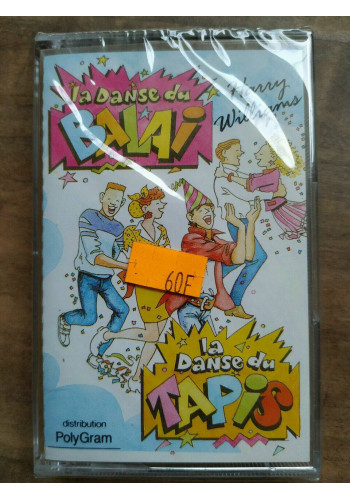 la Danse du
BALAi
Harry
Williams
60F
la
Danse du
TAPiS
distribution
PolyGram